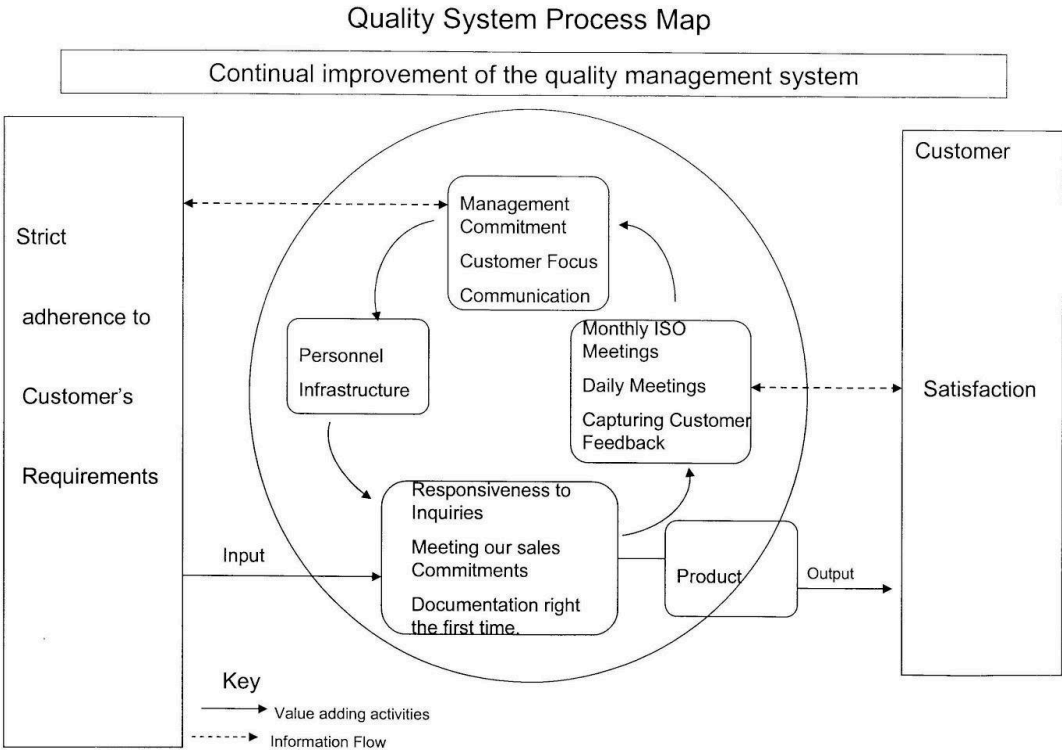 Quality System Process Map
Continual improvement of the quality management system
Strict
adherence to
Customer's
Requirements
Management
Commitment
Customer Focus
Communication
Personnel
Infrastructure
Monthly ISO
Meetings
Daily Meetings
Capturing Customer
Feedback
Responsiveness to
Inquiries
Meeting our sales
Commitments
Documentation right
the first time.
Input
Product
Output
Customer
Satisfaction
Key
Value adding activities
Information Flow